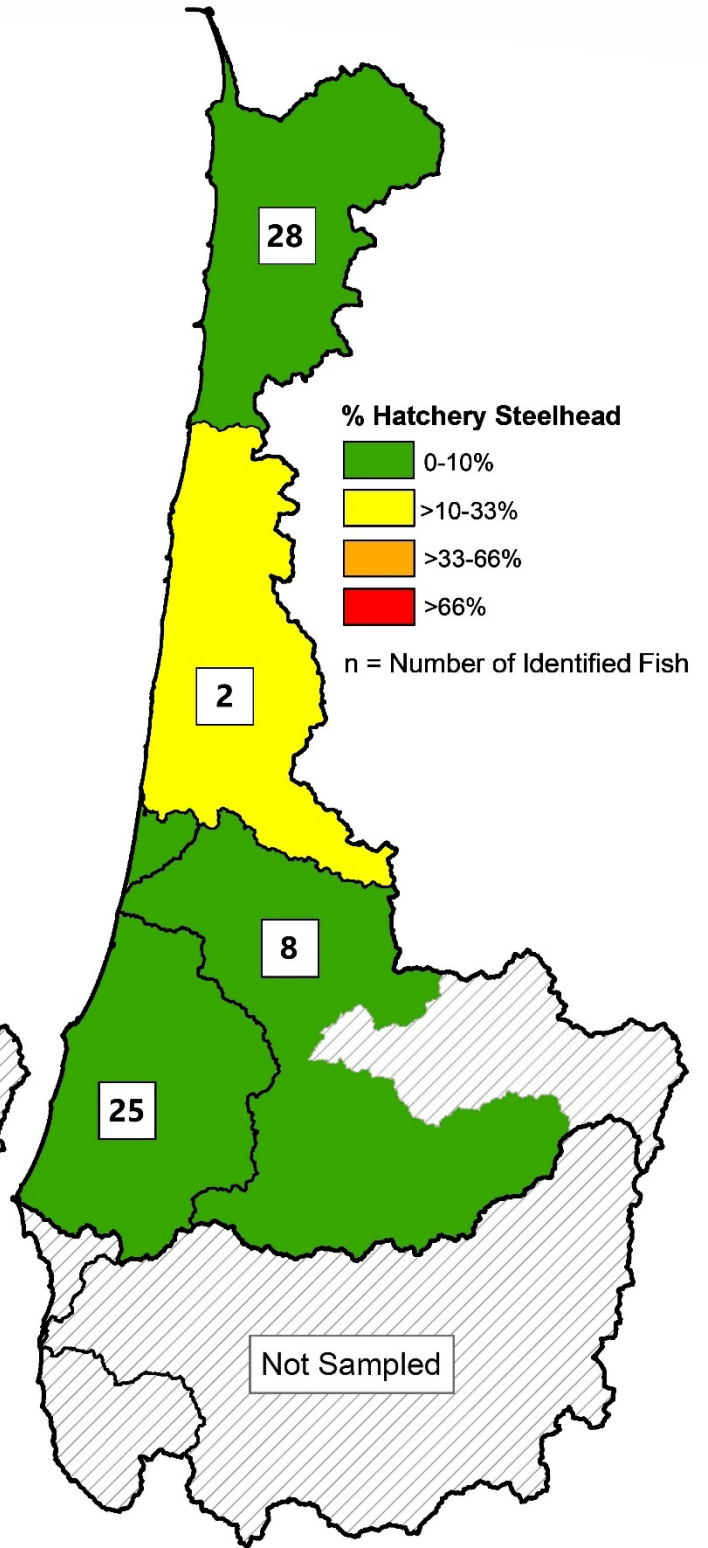 28
% Hatchery Steelhead
0-10%
>10-33%
>33-66%
>66%
n = Number of Identified Fish
2
8
25
Not Sampled